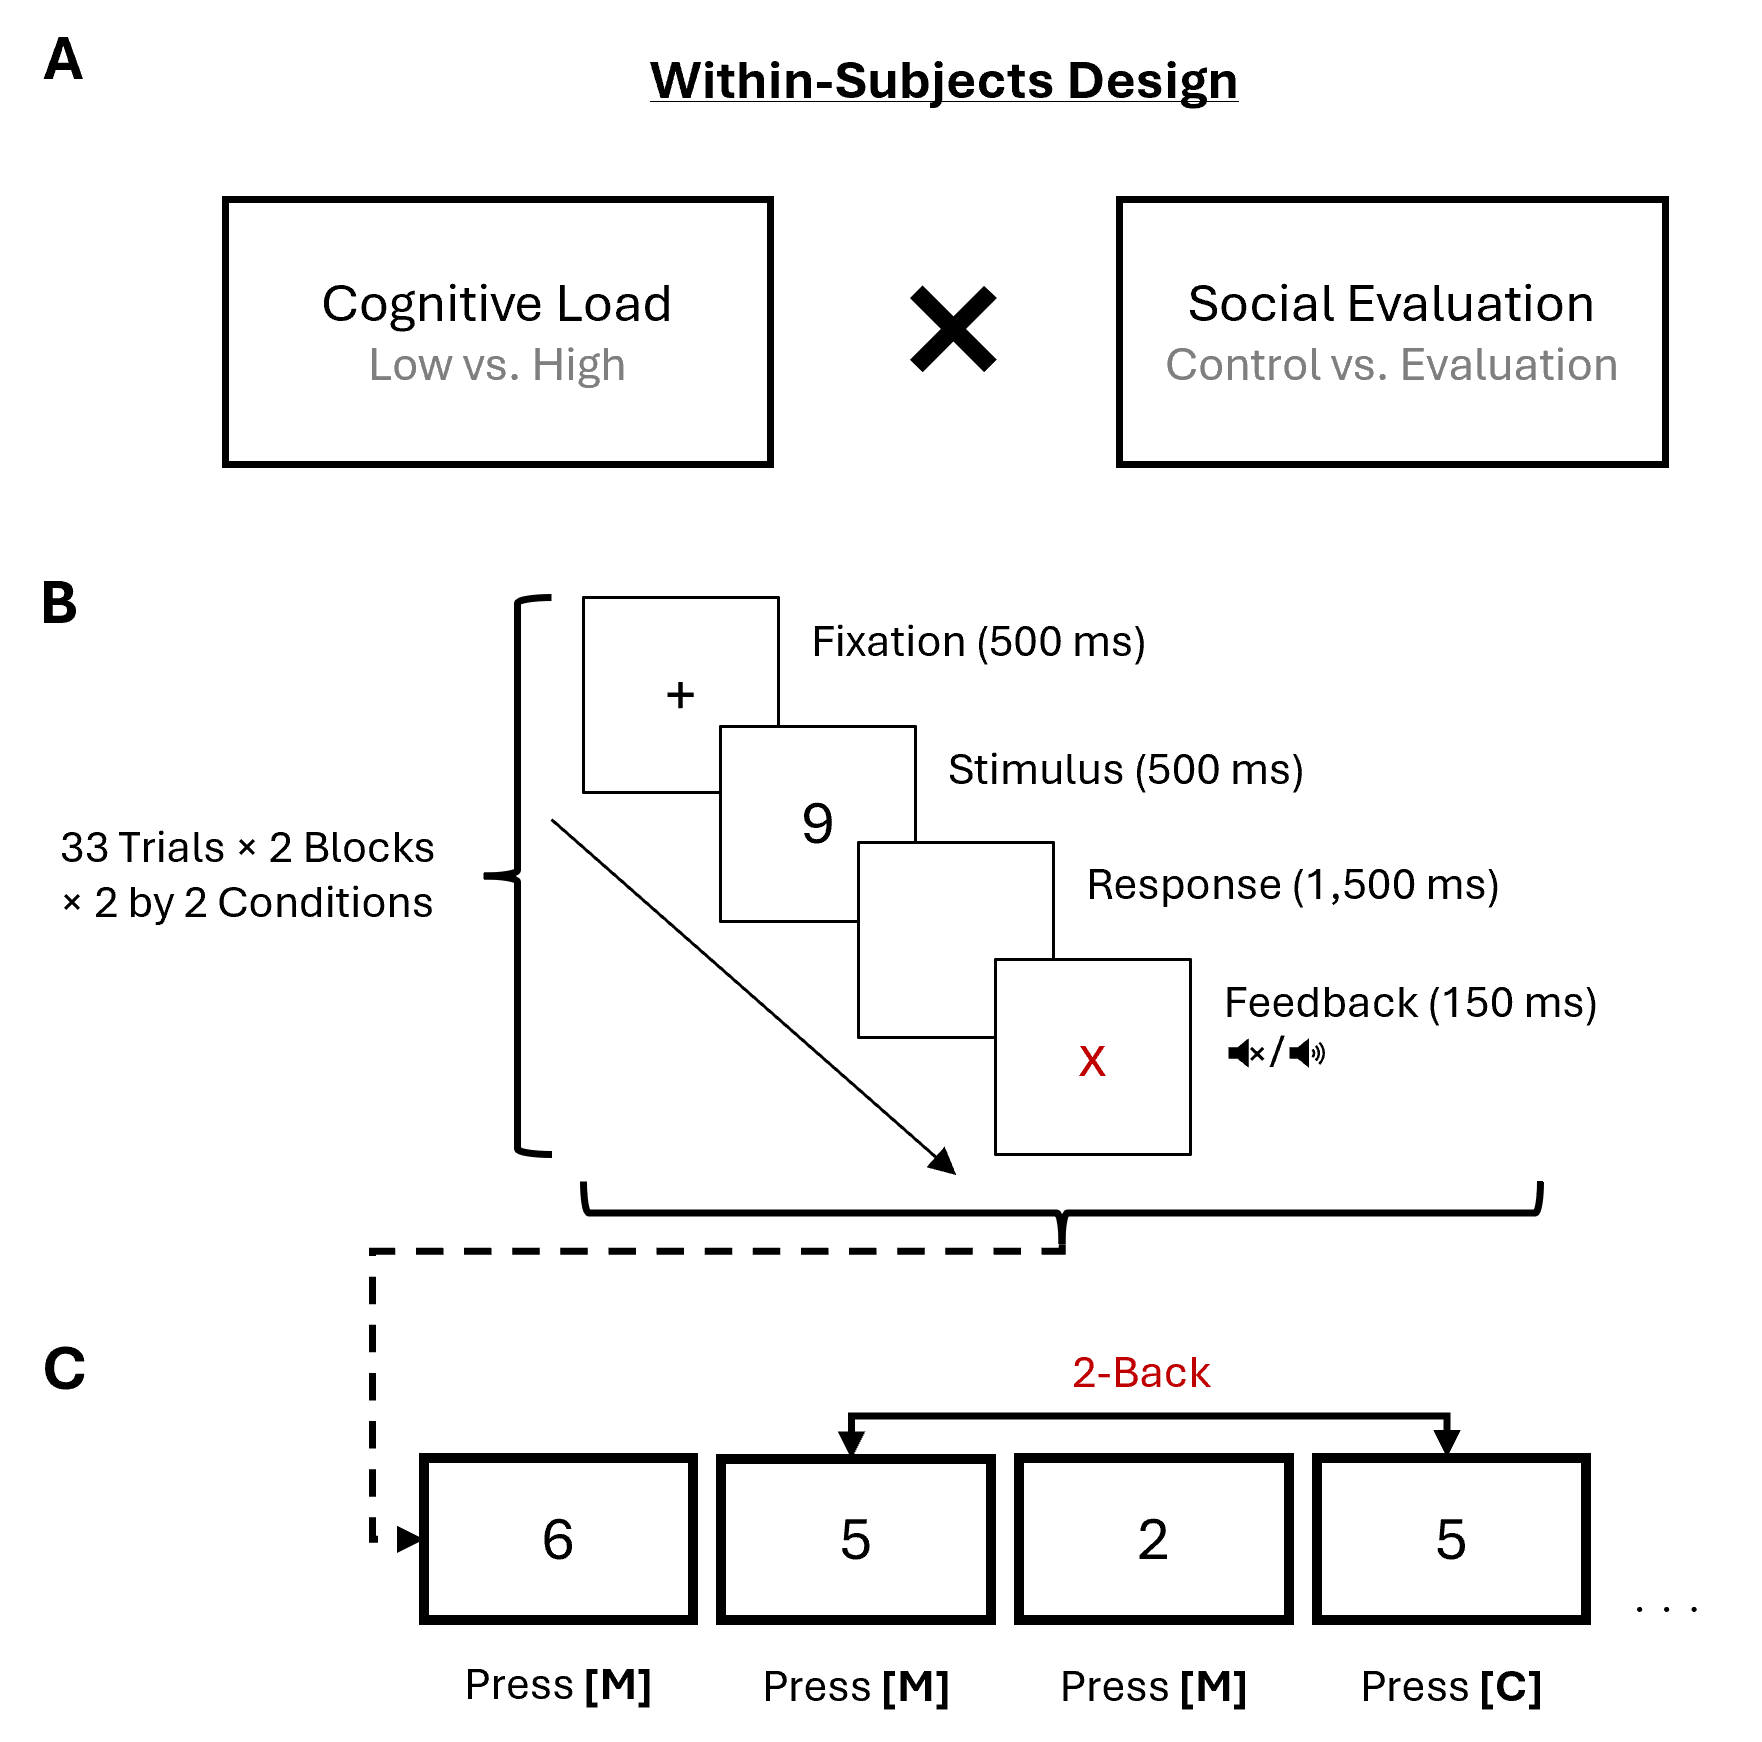 A
Within-Subjects Design
Cognitive Load
Low vs. High
Social Evaluation
Control vs. Evaluation
B
+
Fixation (500 ms)
9
Stimulus (500 ms)
33 Trials × 2 Blocks
× 2 by 2 Conditions
Response (1,500 ms)
x
Feedback (150 ms)
/
C
2-Back
6
5
2
5
. . .
Press [M]
Press [M]
Press [M]
Press [C]